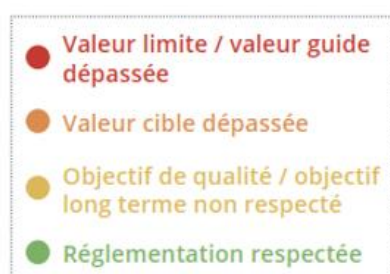 Valeur limite / valeur guide
dépassée
Valeur cible dépassée
Objectif de qualité / objectif
long terme non respecté
Réglementation respectée